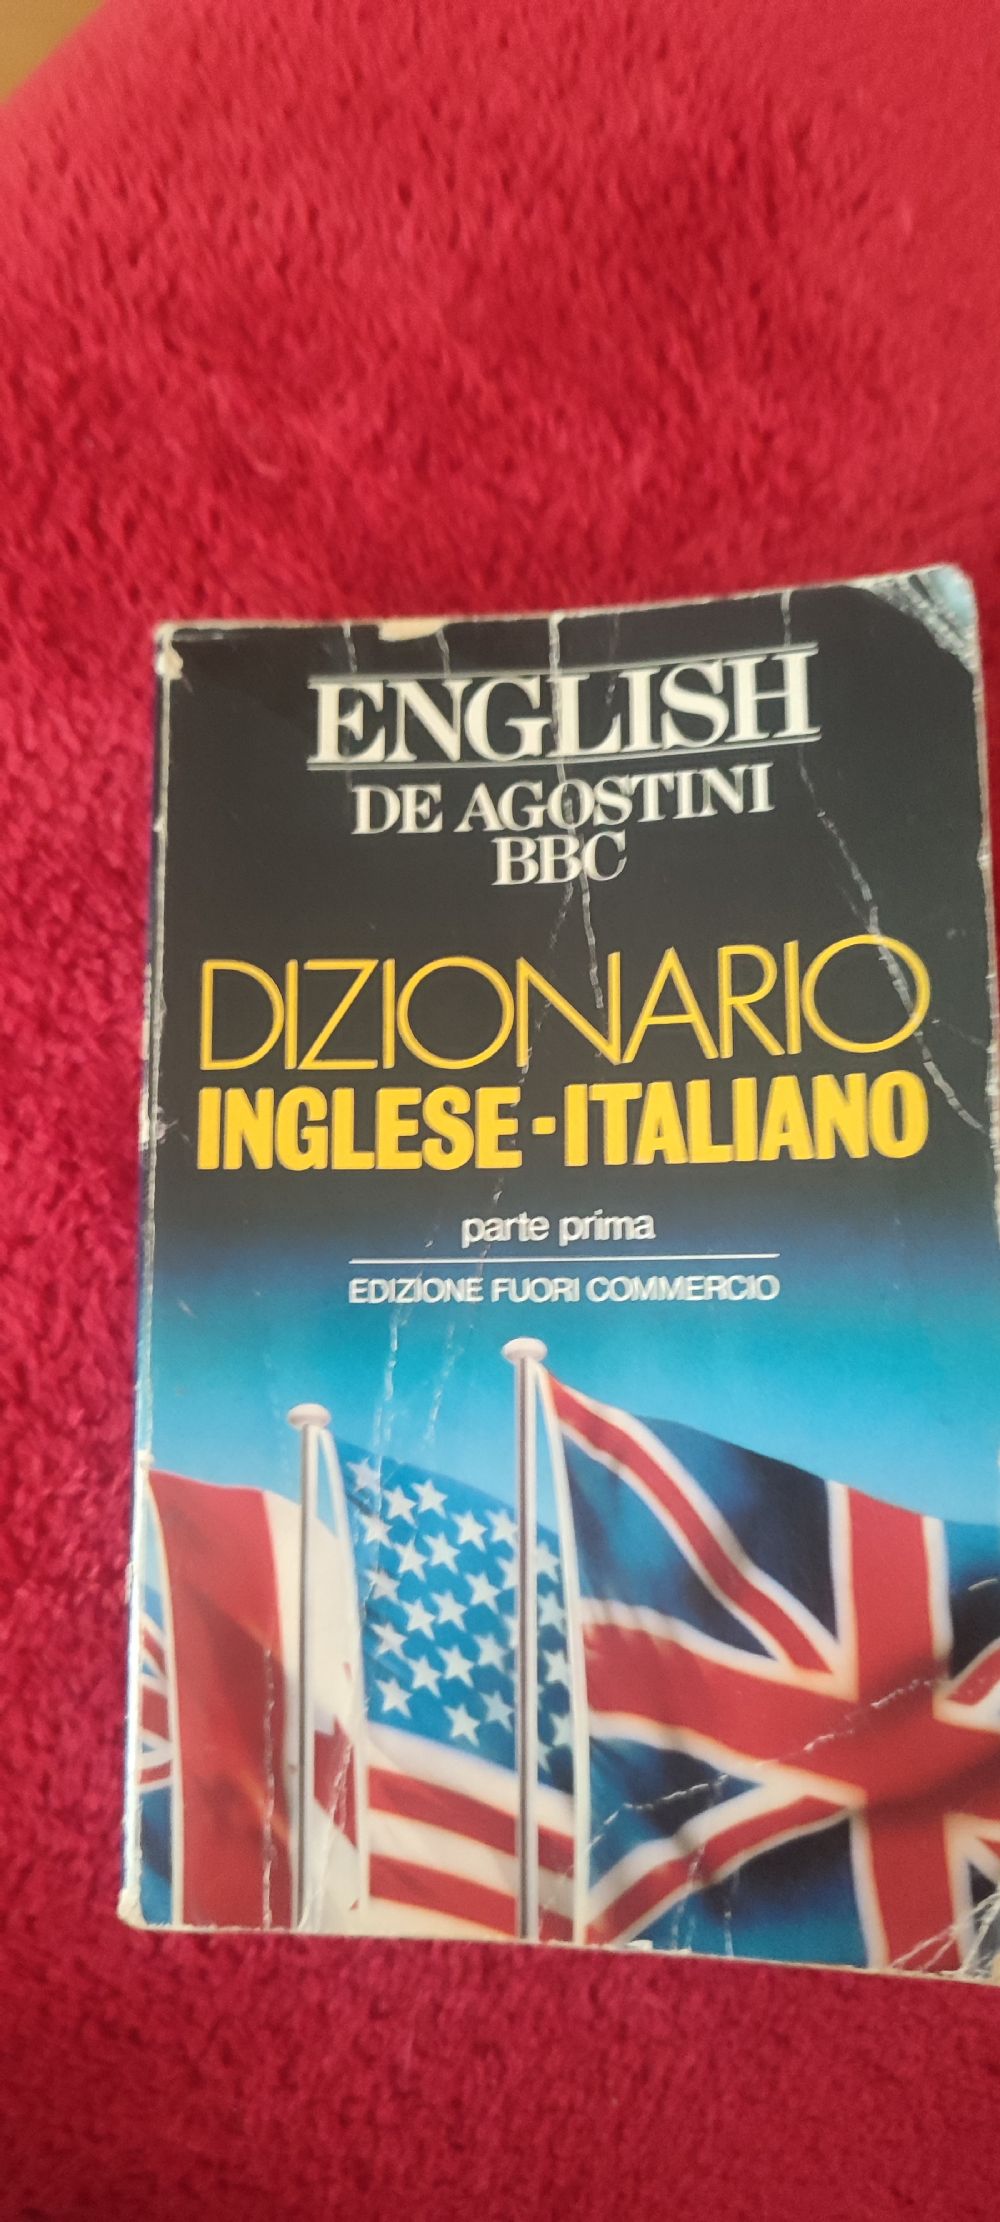 ENGLISH
DE AGOSTINI
BBC
DIZIONARIO
INGLESE-ITALIANO
parte prima
EDIZIONE FUORI COMMERCIO